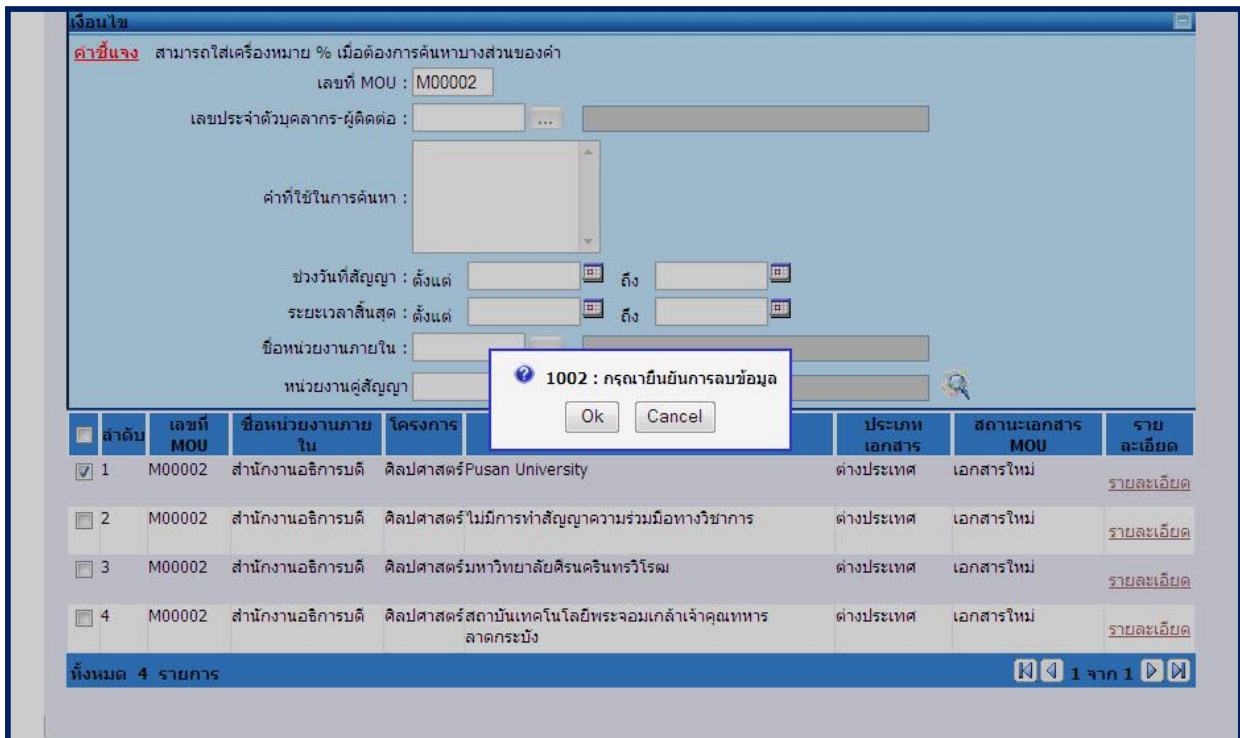 เงื่อนไข
คำชี้แจง สามารถใส่เครื่องหมาย % เมื่อต้องการค้นหาบางส่วนของคำ
เลขที่ MOU : M00002
เลขประจำตัวบุคลากร-ผู้ติดต่อ : ...
คำที่ใช้ในการค้นหา :
ช่วงวันที่สัญญา : ตั้งแต่ ถึง
ระยะเวลาสิ้นสุด : ตั้งแต่ ถึง
ชื่อหน่วยงานภายใน :
หน่วยงานคู่สัญญา
1002 : กรุณายืนยันการลบข้อมูล
Ok Cancel
ลำดับ เลขที่ MOU ชื่อหน่วยงานภายใน โครงการ ประเภทเอกสาร สถานะเอกสาร MOU รายละเอียด
1 M00002 สำนักงานอธิการบดี ศิลปศาสตร์ Pusan University ต่างประเทศ เอกสารใหม่ รายละเอียด
2 M00002 สำนักงานอธิการบดี ศิลปศาสตร์ ไม่มีการทำสัญญาความร่วมมือทางวิชาการ ต่างประเทศ เอกสารใหม่ รายละเอียด
3 M00002 สำนักงานอธิการบดี ศิลปศาสตร์ มหาวิทยาลัยศรีนครินทรวิโรฒ ต่างประเทศ เอกสารใหม่ รายละเอียด
4 M00002 สำนักงานอธิการบดี ศิลปศาสตร์ สถาบันเทคโนโลยีพระจอมเกล้าเจ้าคุณทหาร ต่างประเทศ เอกสารใหม่ รายละเอียด
ลาดกระบัง
ทั้งหมด 4 รายการ 1 จาก 1